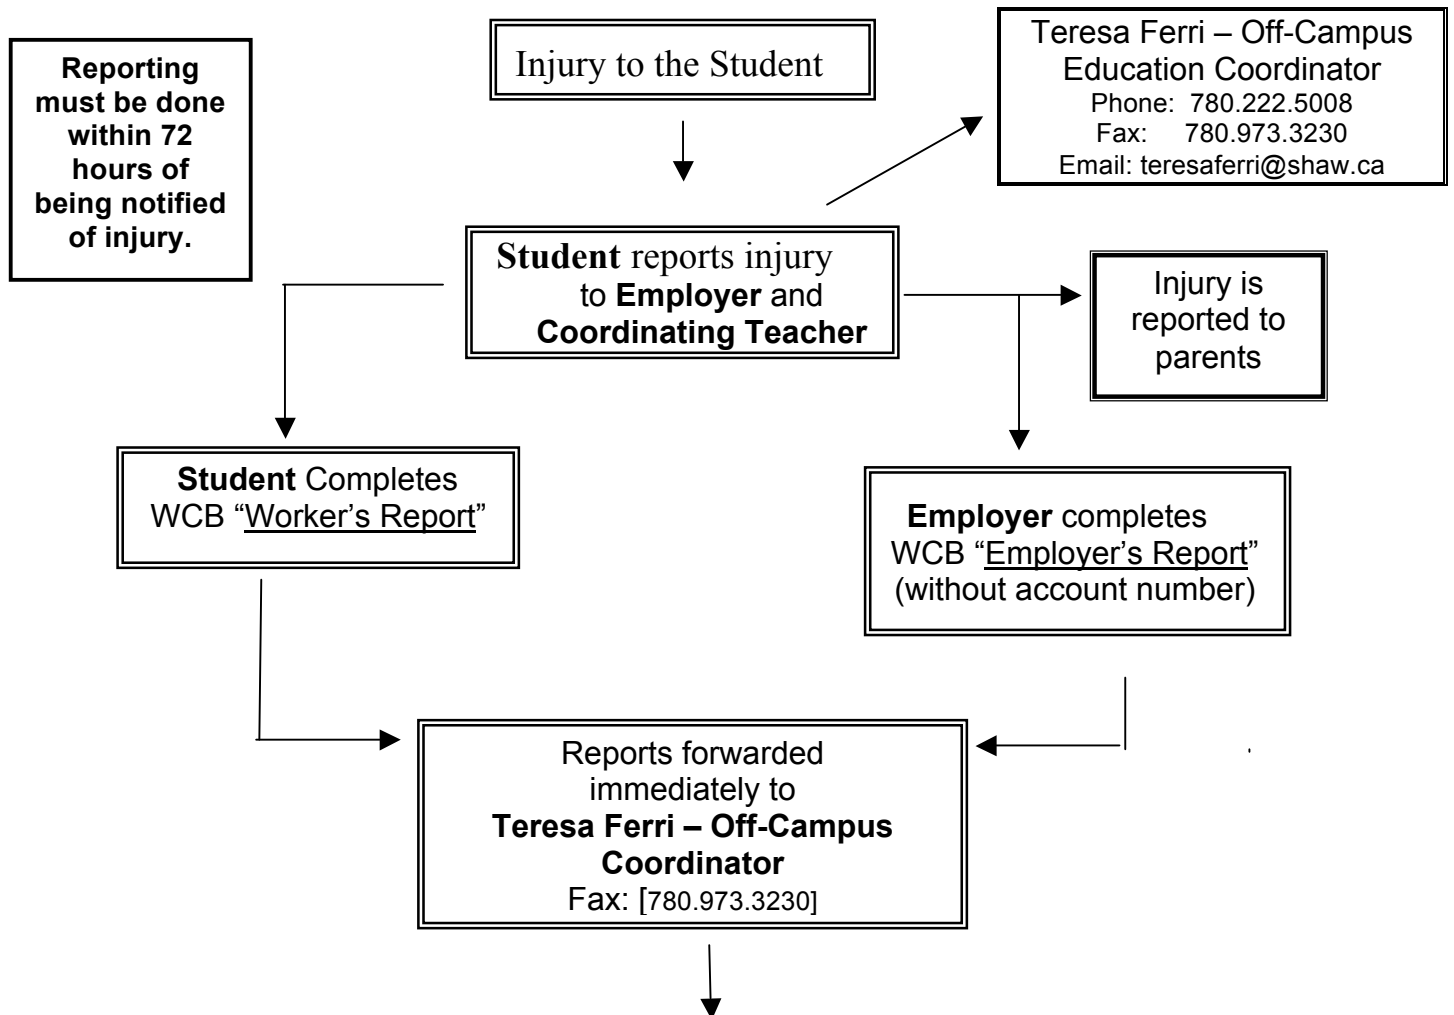 Reporting
must be done
within 72
hours of
being notified
of injury.
Injury to the Student
Teresa Ferri – Off-Campus
Education Coordinator
Phone: 780.222.5008
Fax: 780.973.3230
Email: teresaferri@shaw.ca
Student reports injury
to Employer and
Coordinating Teacher
Injury is
reported to
parents
Student Completes
WCB “Worker’s Report”
Employer completes
WCB “Employer’s Report”
(without account number)
Reports forwarded
immediately to
Teresa Ferri – Off-Campus
Coordinator
Fax: [780.973.3230]